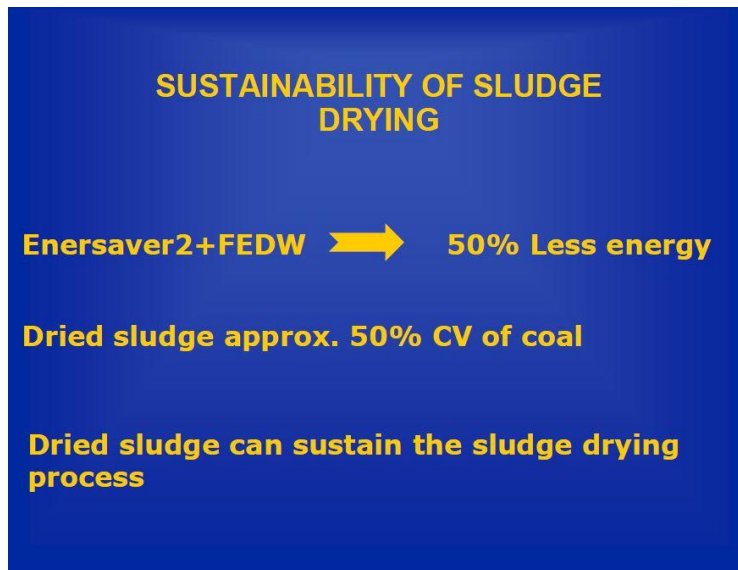 SUSTAINABILITY OF SLUDGE
DRYING
Enersaver2+FEDW 50% Less energy
Dried sludge approx. 50% CV of coal
Dried sludge can sustain the sludge drying
process